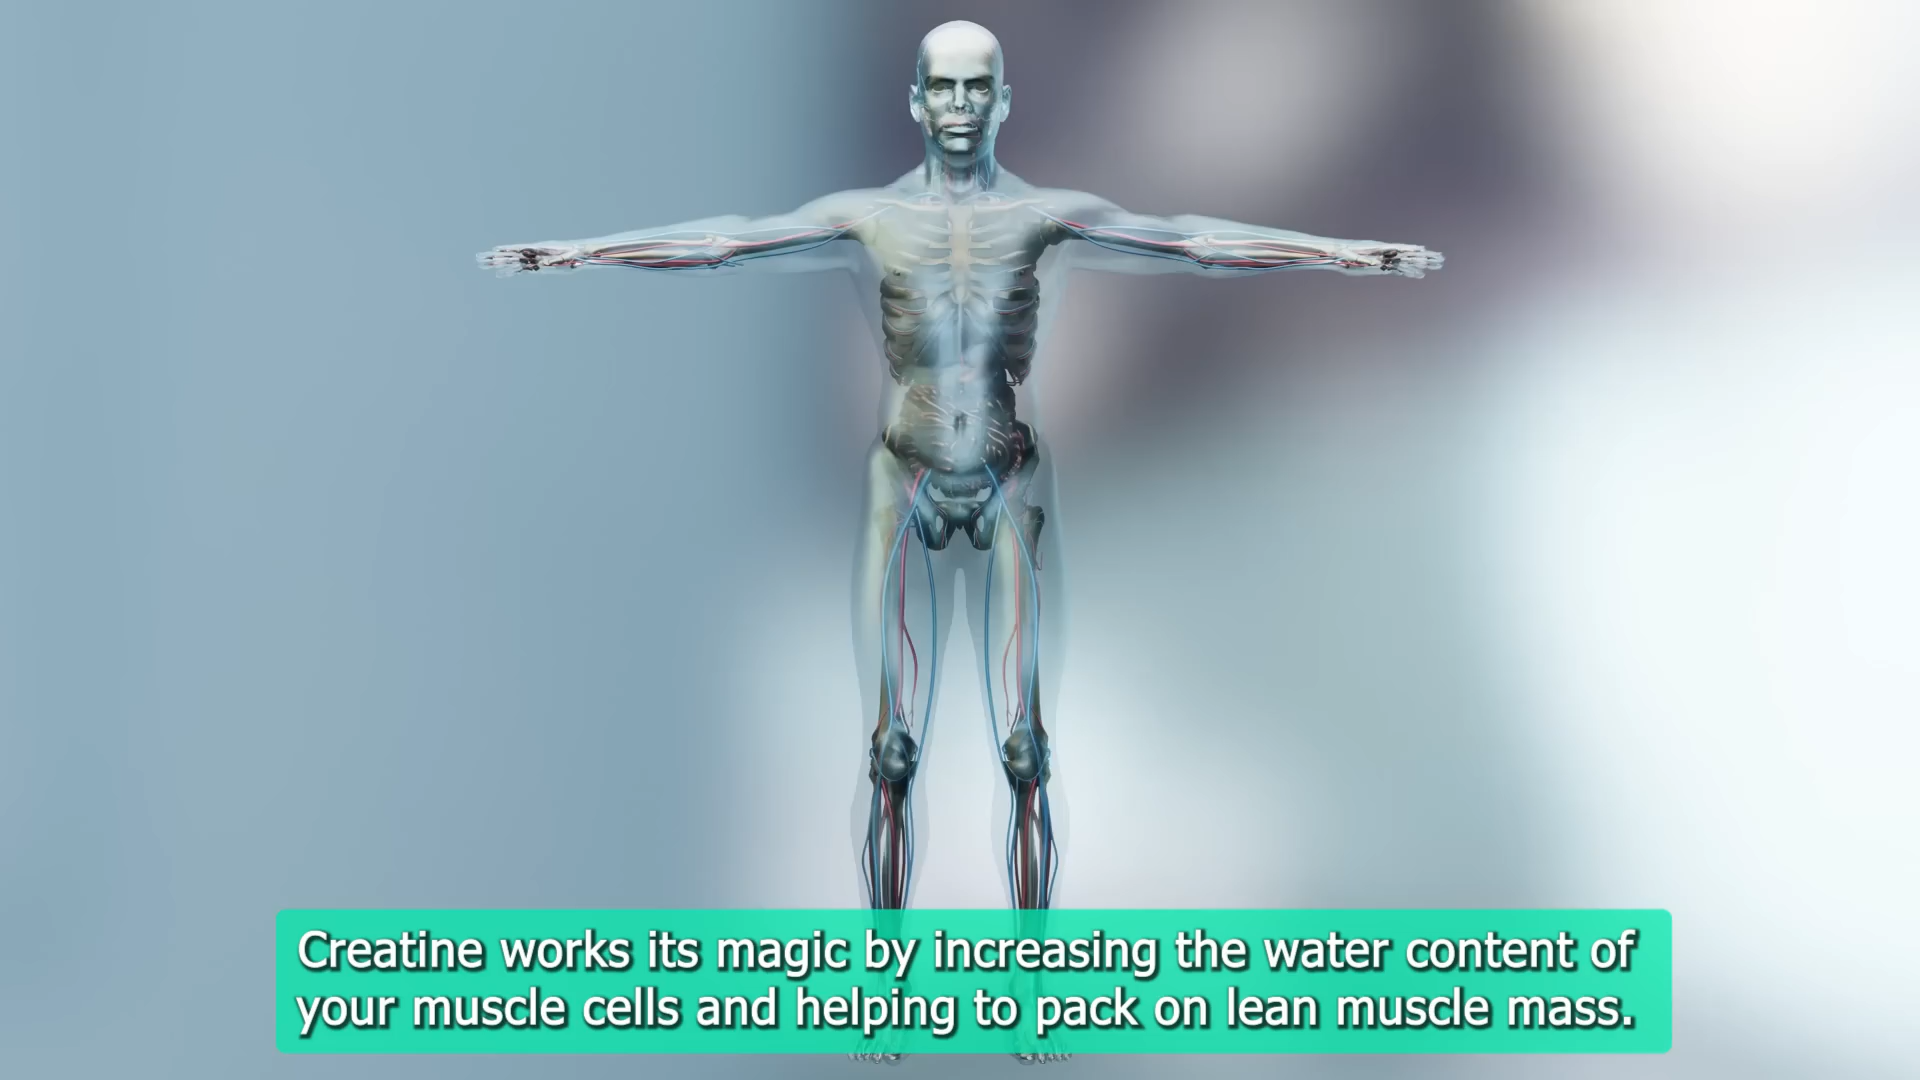 Creatine works its magic by increasing the water content of
your muscle cells and helping to pack on lean muscle mass.